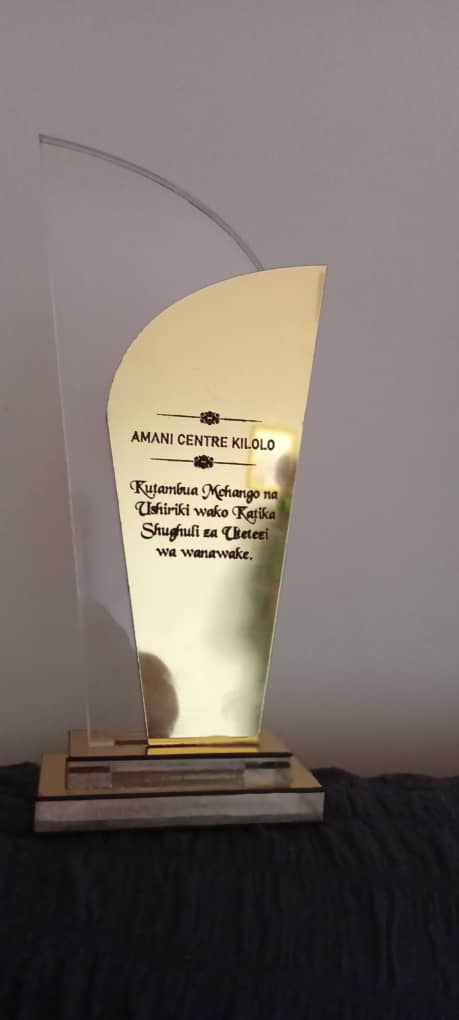 AMANI CENTRE KILOLO
Kutambua Mchango na
Ushiriki wako Katika
Shughuli za Utetezi
wa wanawake.